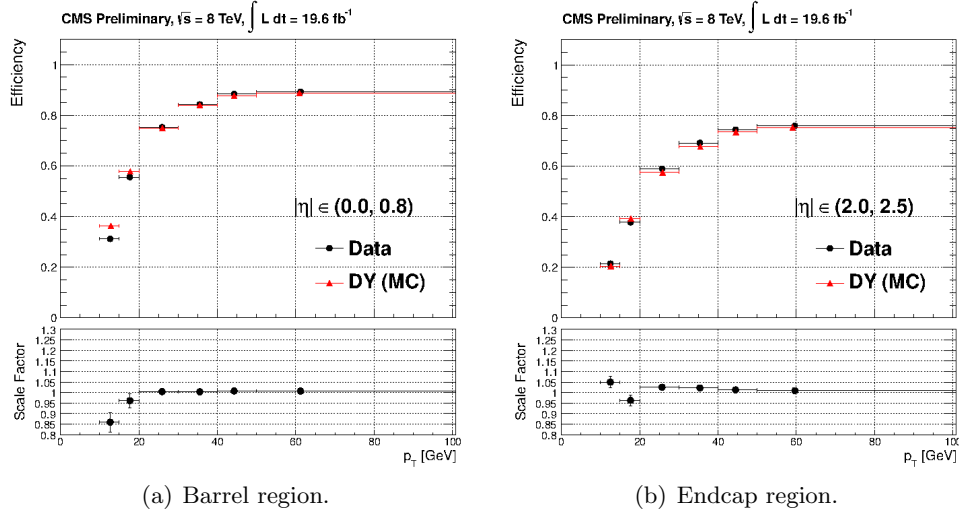 CMS Preliminary, √s = 8 TeV, ∫ L dt = 19.6 fb⁻¹
Efficiency
1
0.8
0.6
0.4
0.2
0
|η| ∈ (0.0, 0.8)
Data
DY (MC)
Scale Factor
1.3
1.25
1.2
1.15
1.1
1.05
1
0.95
0.9
0.85
0.8
0 20 40 60 80 100
p_T [GeV]
(a) Barrel region.
CMS Preliminary, √s = 8 TeV, ∫ L dt = 19.6 fb⁻¹
Efficiency
1
0.8
0.6
0.4
0.2
0
|η| ∈ (2.0, 2.5)
Data
DY (MC)
Scale Factor
1.3
1.25
1.2
1.15
1.1
1.05
1
0.95
0.9
0.85
0.8
0 20 40 60 80 100
p_T [GeV]
(b) Endcap region.